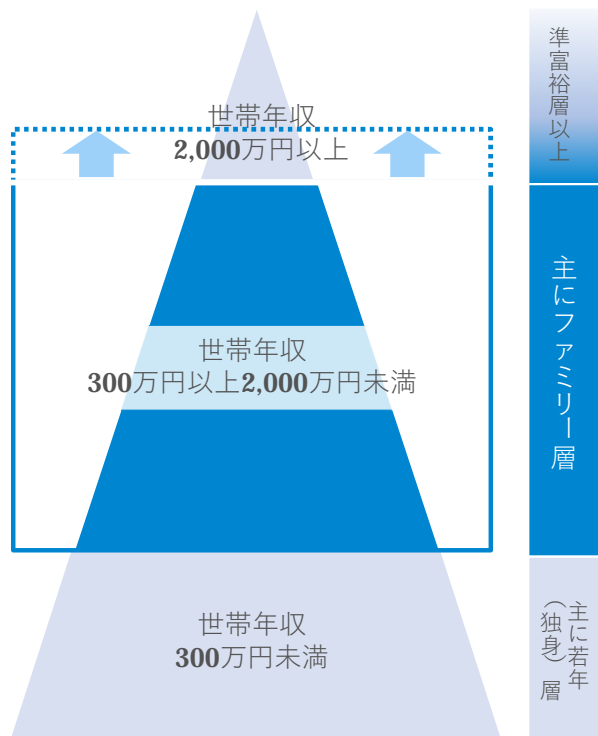 世帯年収
2,000万円以上
準富裕層以上
世帯年収
300万円以上2,000万円未満
主にファミリー層
世帯年収
300万円未満
主に若年
（独身）層